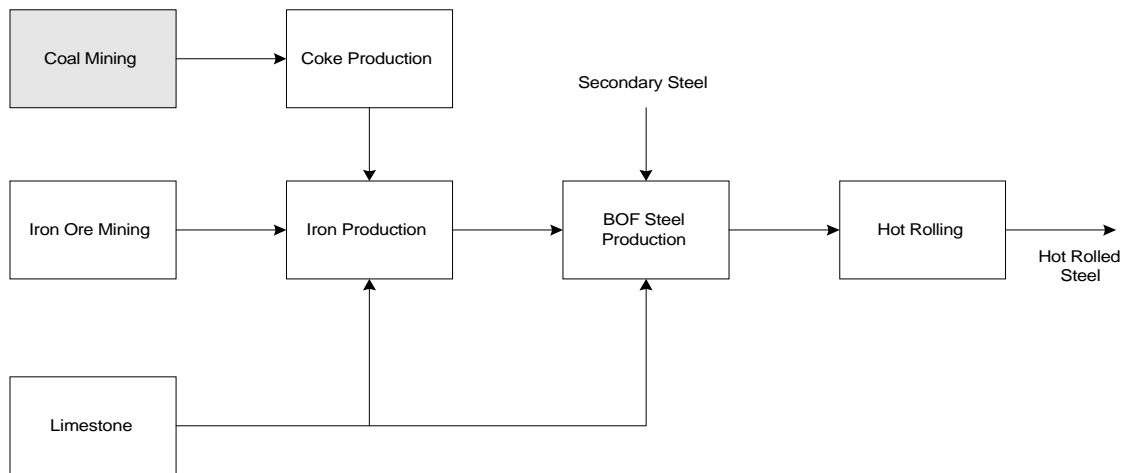 Coal Mining
Coke Production
Secondary Steel
Iron Ore Mining
Iron Production
BOF Steel
Production
Hot Rolling
Hot Rolled
Steel
Limestone